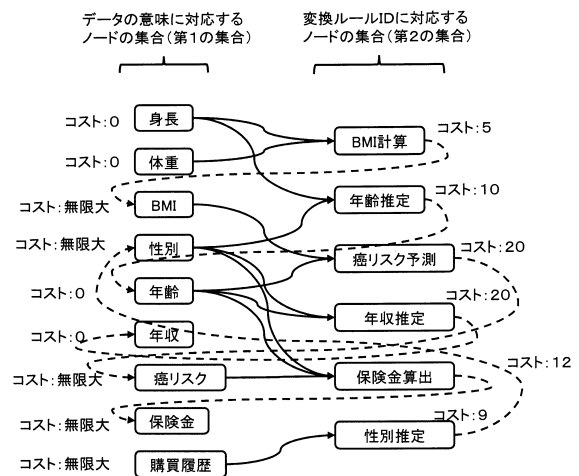 データの意味に対応する
ノードの集合(第1の集合)
変換ルールIDに対応する
ノードの集合(第2の集合)
コスト:0
身長
コスト:0
体重
コスト:無限大
BMI
コスト:無限大
性別
コスト:0
年齢
コスト:0
年収
コスト:無限大
癌リスク
コスト:無限大
保険金
コスト:無限大
購買履歴
BMI計算
コスト:5
年齢推定
コスト:10
癌リスク予測
コスト:20
年収推定
コスト:20
保険金算出
コスト:12
性別推定
コスト:9